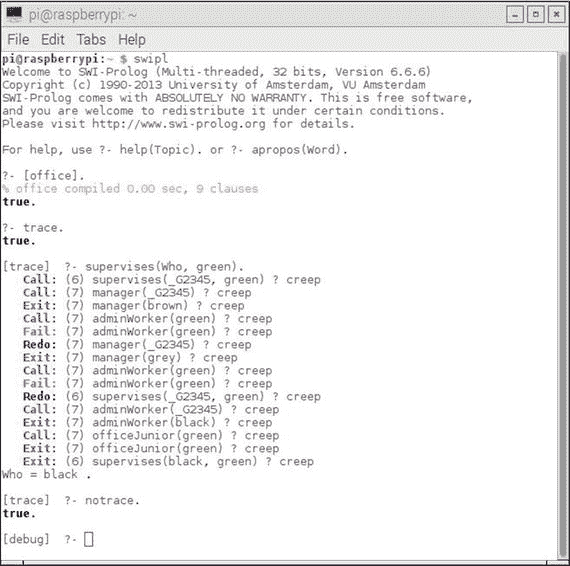 pi@raspberrypi: ~
File Edit Tabs Help
pi@raspberrypi:~ $ swipl
Welcome to SWI-Prolog (Multi-threaded, 32 bits, Version 6.6.6)
Copyright (c) 1990-2013 University of Amsterdam, VU Amsterdam
SWI-Prolog comes with ABSOLUTELY NO WARRANTY. This is free software,
and you are welcome to redistribute it under certain conditions.
Please visit http://www.swi-prolog.org for details.
For help, use ?- help(Topic). or ?- apropos(Word).
?- [office].
% office compiled 0.00 sec, 9 clauses
true.
?- trace.
true.
[trace]  ?- supervises(Who, green).
Call: (6) supervises(_G2345, green) ? creep
Call: (7) manager(_G2345) ? creep
Exit: (7) manager(brown) ? creep
Call: (7) adminWorker(green) ? creep
Fail: (7) adminWorker(green) ? creep
Redo: (7) manager(_G2345) ? creep
Exit: (7) manager(grey) ? creep
Call: (7) adminWorker(green) ? creep
Fail: (7) adminWorker(green) ? creep
Redo: (6) supervises(_G2345, green) ? creep
Call: (7) adminWorker(_G2345) ? creep
Exit: (7) adminWorker(black) ? creep
Call: (7) officeJunior(green) ? creep
Exit: (7) officeJunior(green) ? creep
Exit: (6) supervises(black, green) ? creep
Who = black .
[trace]  ?- notrace.
true.
[debug]  ?-